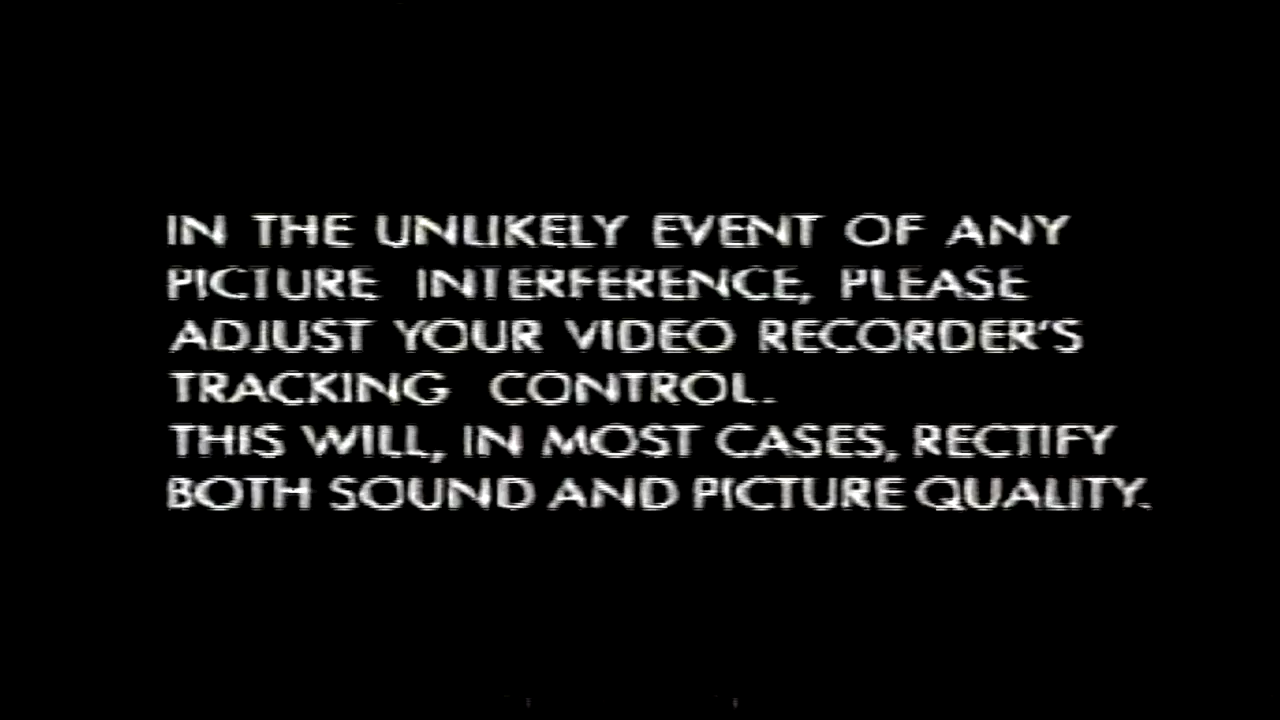 IN THE UNLIKELY EVENT OF ANY
PICTURE INTERFERENCE, PLEASE
ADJUST YOUR VIDEO RECORDER'S
TRACKING CONTROL.
THIS WILL, IN MOST CASES, RECTIFY
BOTH SOUND AND PICTURE QUALITY.